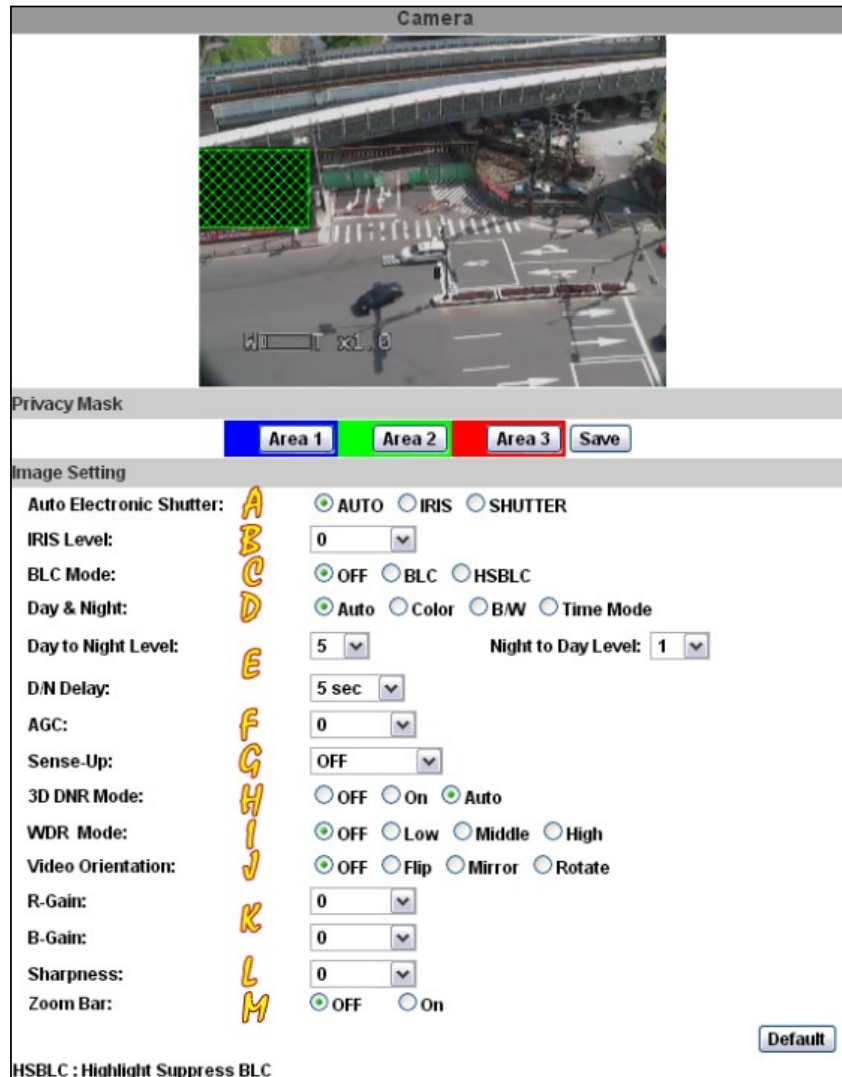 Camera
W T x1.0
Privacy Mask
Area 1 Area 2 Area 3 Save
Image Setting
Auto Electronic Shutter: A AUTO IRIS SHUTTER
IRIS Level: B 0
BLC Mode: C OFF BLC HSBLC
Day & Night: D Auto Color B/W Time Mode
Day to Night Level: 5 Night to Day Level: 1
E
D/N Delay: 5 sec
AGC: F 0
Sense-Up: G OFF
3D DNR Mode: H OFF On Auto
WDR Mode: I OFF Low Middle High
Video Orientation: J OFF Flip Mirror Rotate
R-Gain: 0
K
B-Gain: 0
Sharpness: L 0
Zoom Bar: M OFF On
Default
HSBLC : Highlight Suppress BLC